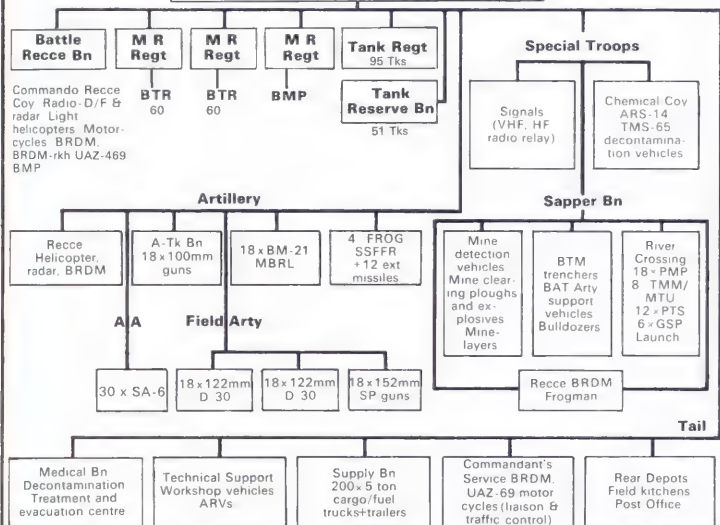 Battle
Recce Bn
M R
Regt
M R
Regt
M R
Regt
Tank Regt
95 Tks
Tank
Reserve Bn
51 Tks
BTR
60
BTR
60
BMP
Commando Recce
Coy Radio-D/F &
radar Light
helicopters Motor-
cycles BRDM,
BRDM-rkh UAZ-469
BMP
Special Troops
Signals
(VHF, HF
radio relay)
Chemical Coy
ARS-14
TMS-65
decontamina-
tion vehicles
Artillery
Recce
Helicopter,
radar, BRDM
A-Tk Bn
18 x 100mm
guns
18 x BM-21
MBRL
4 FROG
SSFFR
+ 12 ext
missiles
A/A
Field Arty
30 x SA-6
18 x 122mm
D 30
18 x 122mm
D 30
18 x 152mm
SP guns
Sapper Bn
Mine
detection
vehicles
Mine clear-
ing ploughs
and ex-
plosives
Mine-
layers
BTM
trenchers
BAT Arty
support
vehicles
Bulldozers
River
Crossing
18 x PMP
8 TMM/
MTU
12 x PTS
6 x GSP
Launch
Recce BRDM
Frogman
Tail
Medical Bn
Decontamination
Treatment and
evacuation centre
Technical Support
Workshop vehicles
ARVs
Supply Bn
200 x 5 ton
cargo/fuel
trucks+trailers
Commandant's
Service BRDM,
UAZ-69 motor
cycles (liaison &
traffic control)
Rear Depots
Field kitchens
Post Office